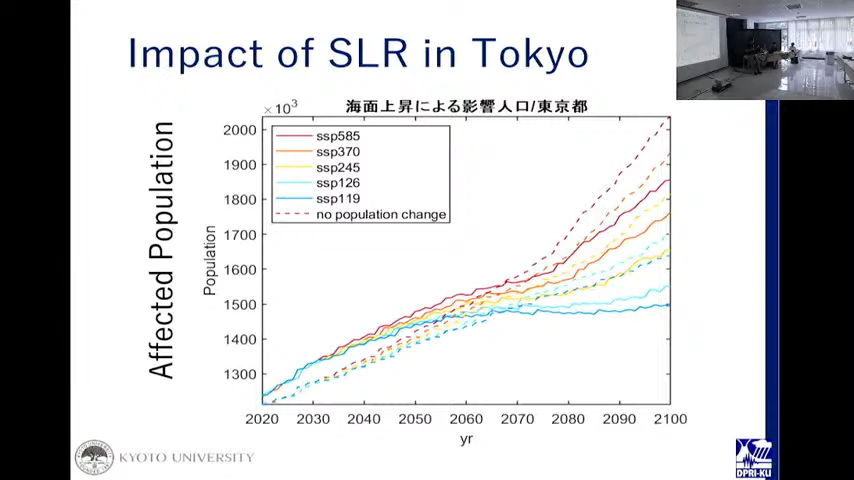 Impact of SLR in Tokyo
×10³
海面上昇による影響人口/東京都
Affected Population
Population
2000
1900
1800
1700
1600
1500
1400
1300
ssp585
ssp370
ssp245
ssp126
ssp119
no population change
2020 2030 2040 2050 2060 2070 2080 2090 2100
yr
KYOTO UNIVERSITY
DPRI-KU